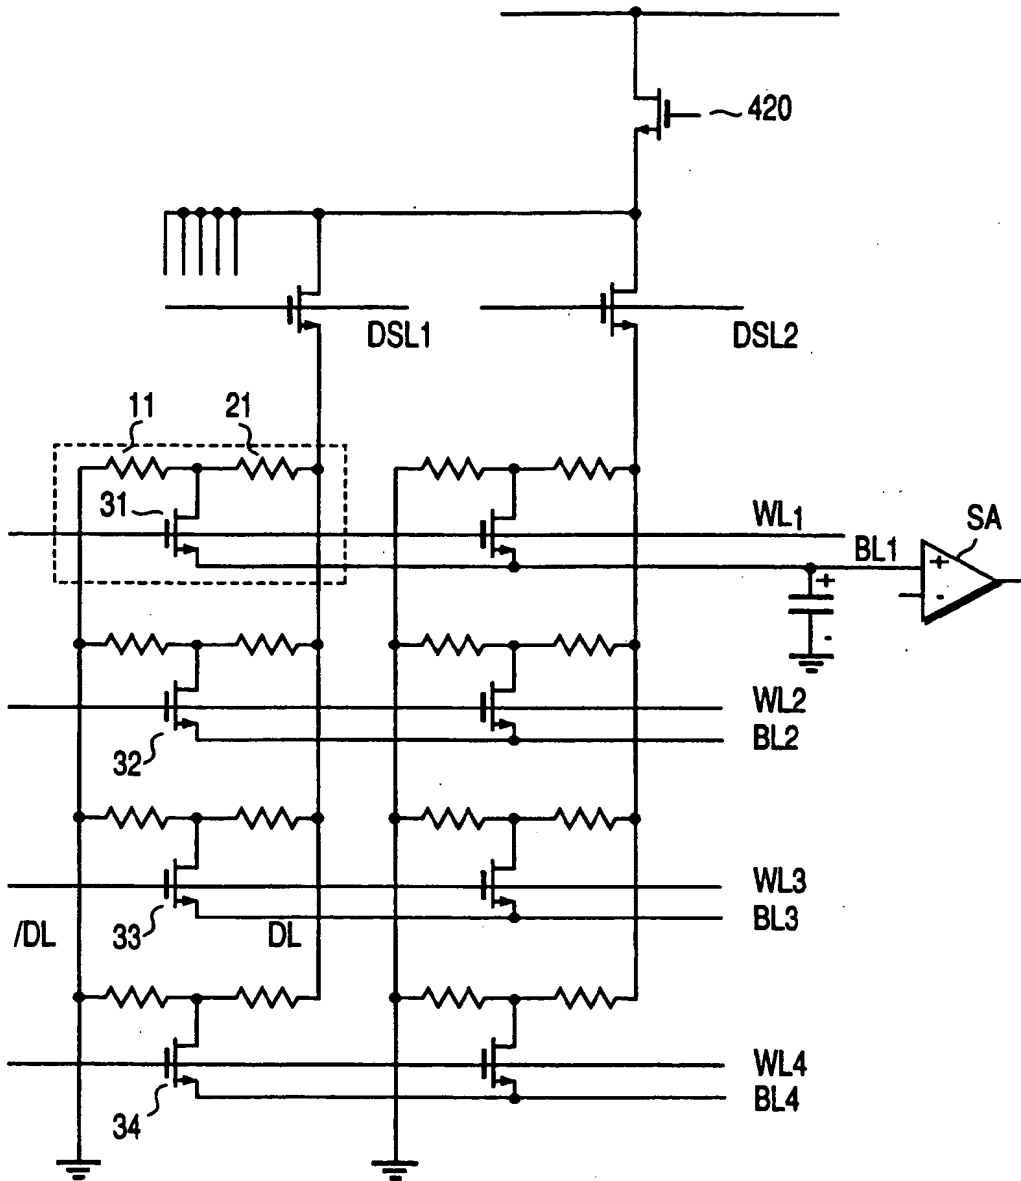 420
DSL1
DSL2
11
21
31
WL1
BL1
SA
+
-
+
-
WL2
BL2
32
WL3
BL3
/DL
33
DL
WL4
BL4
34